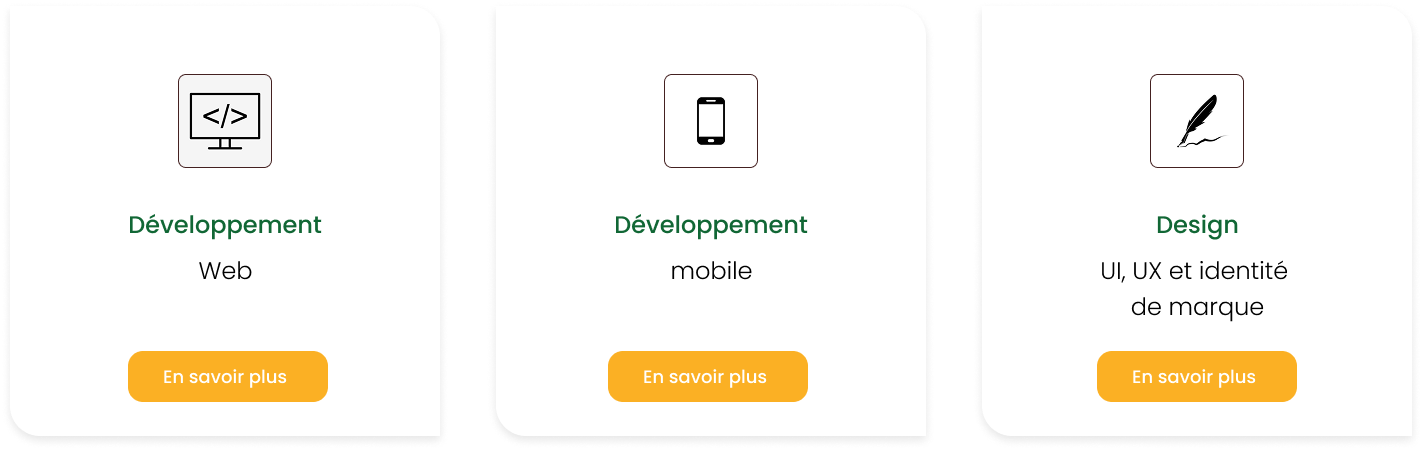 </>
Développement
Web
En savoir plus
Développement
mobile
En savoir plus
Design
UI, UX et identité
de marque
En savoir plus